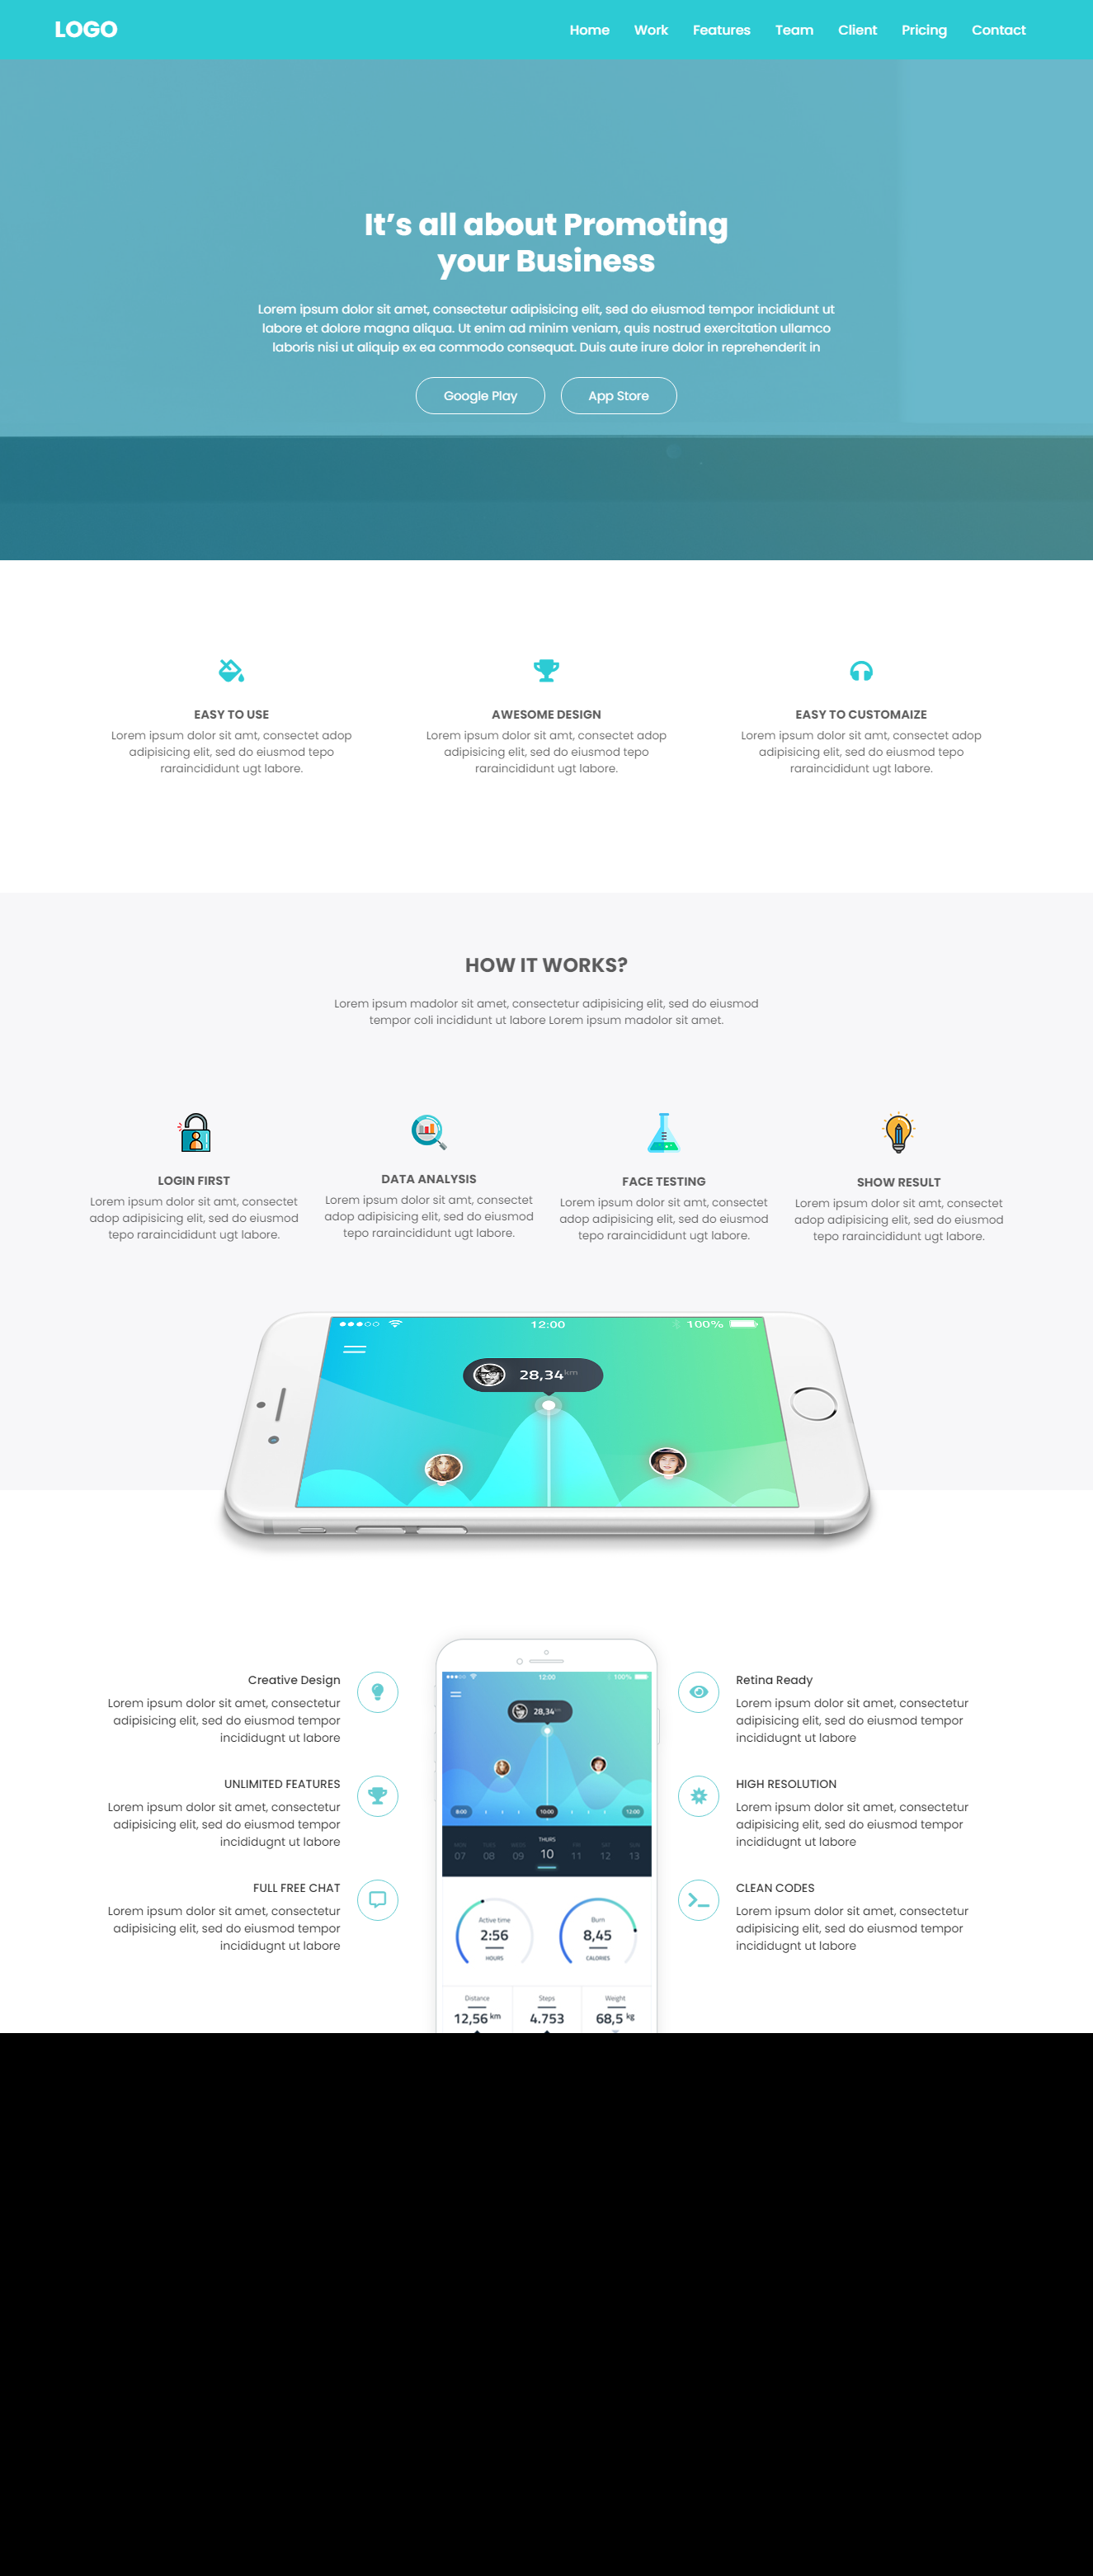 LOGO
Home Work Features Team Client Pricing Contact
It’s all about Promoting
your Business
Lorem ipsum dolor sit amet, consectetur adipisicing elit, sed do eiusmod tempor incididunt ut
labore et dolore magna aliqua. Ut enim ad minim veniam, quis nostrud exercitation ullamco
laboris nisi ut aliquip ex ea commodo consequat. Duis aute irure dolor in reprehenderit in
Google Play App Store
EASY TO USE
Lorem ipsum dolor sit amt, consectet adop
adipisicing elit, sed do eiusmod tepo
raraincididunt ugt labore.
AWESOME DESIGN
Lorem ipsum dolor sit amt, consectet adop
adipisicing elit, sed do eiusmod tepo
raraincididunt ugt labore.
EASY TO CUSTOMAIZE
Lorem ipsum dolor sit amt, consectet adop
adipisicing elit, sed do eiusmod tepo
raraincididunt ugt labore.
HOW IT WORKS?
Lorem ipsum madolor sit amet, consectetur adipisicing elit, sed do eiusmod
tempor coli incididunt ut labore Lorem ipsum madolor sit amet.
LOGIN FIRST
Lorem ipsum dolor sit amt, consectet
adop adipisicing elit, sed do eiusmod
tepo raraincididunt ugt labore.
DATA ANALYSIS
Lorem ipsum dolor sit amt, consectet
adop adipisicing elit, sed do eiusmod
tepo raraincididunt ugt labore.
FACE TESTING
Lorem ipsum dolor sit amt, consectet
adop adipisicing elit, sed do eiusmod
tepo raraincididunt ugt labore.
SHOW RESULT
Lorem ipsum dolor sit amt, consectet
adop adipisicing elit, sed do eiusmod
tepo raraincididunt ugt labore.
12:00 100%
28,34 km
Creative Design
Lorem ipsum dolor sit amet, consectetur
adipisicing elit, sed do eiusmod tempor
incididugnt ut labore
UNLIMITED FEATURES
Lorem ipsum dolor sit amet, consectetur
adipisicing elit, sed do eiusmod tempor
incididugnt ut labore
FULL FREE CHAT
Lorem ipsum dolor sit amet, consectetur
adipisicing elit, sed do eiusmod tempor
incididugnt ut labore
12:00 100%
28,34
8:00 10:00 12:00
MON TUES WEDS THURS FRI SAT SUN
07 08 09 10 11 12 13
Active time
2:56
HOURS
Burn
8,45
CALORIES
Distance Steps Weight
12,56 km 4.753 68,5 kg
Retina Ready
Lorem ipsum dolor sit amet, consectetur
adipisicing elit, sed do eiusmod tempor
incididugnt ut labore
HIGH RESOLUTION
Lorem ipsum dolor sit amet, consectetur
adipisicing elit, sed do eiusmod tempor
incididugnt ut labore
CLEAN CODES
Lorem ipsum dolor sit amet, consectetur
adipisicing elit, sed do eiusmod tempor
incididugnt ut labore